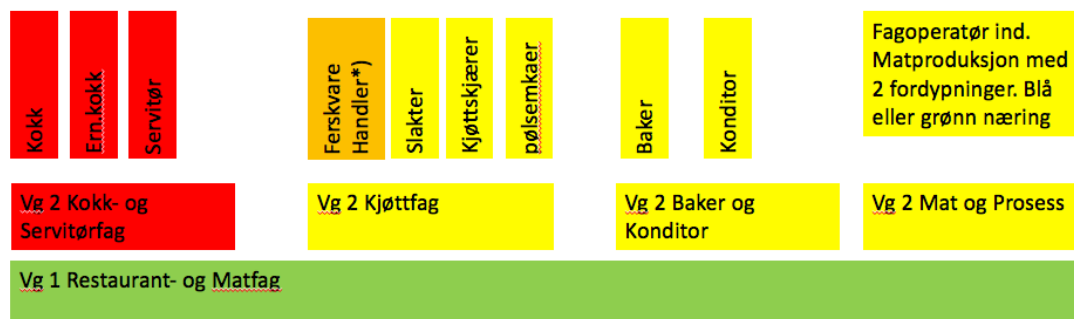 Kokk
Ern.kokk
Servitør
Ferskvare
Handler*)
Slakter
Kjøttskjærer
pølsemkaer
Baker
Konditor
Fagoperatør ind.
Matproduksjon med
2 fordypninger. Blå
eller grønn næring
Vg 2 Kokk- og
Servitørfag
Vg 2 Kjøttfag
Vg 2 Baker og
Konditor
Vg 2 Mat og Prosess
Vg 1 Restaurant- og Matfag